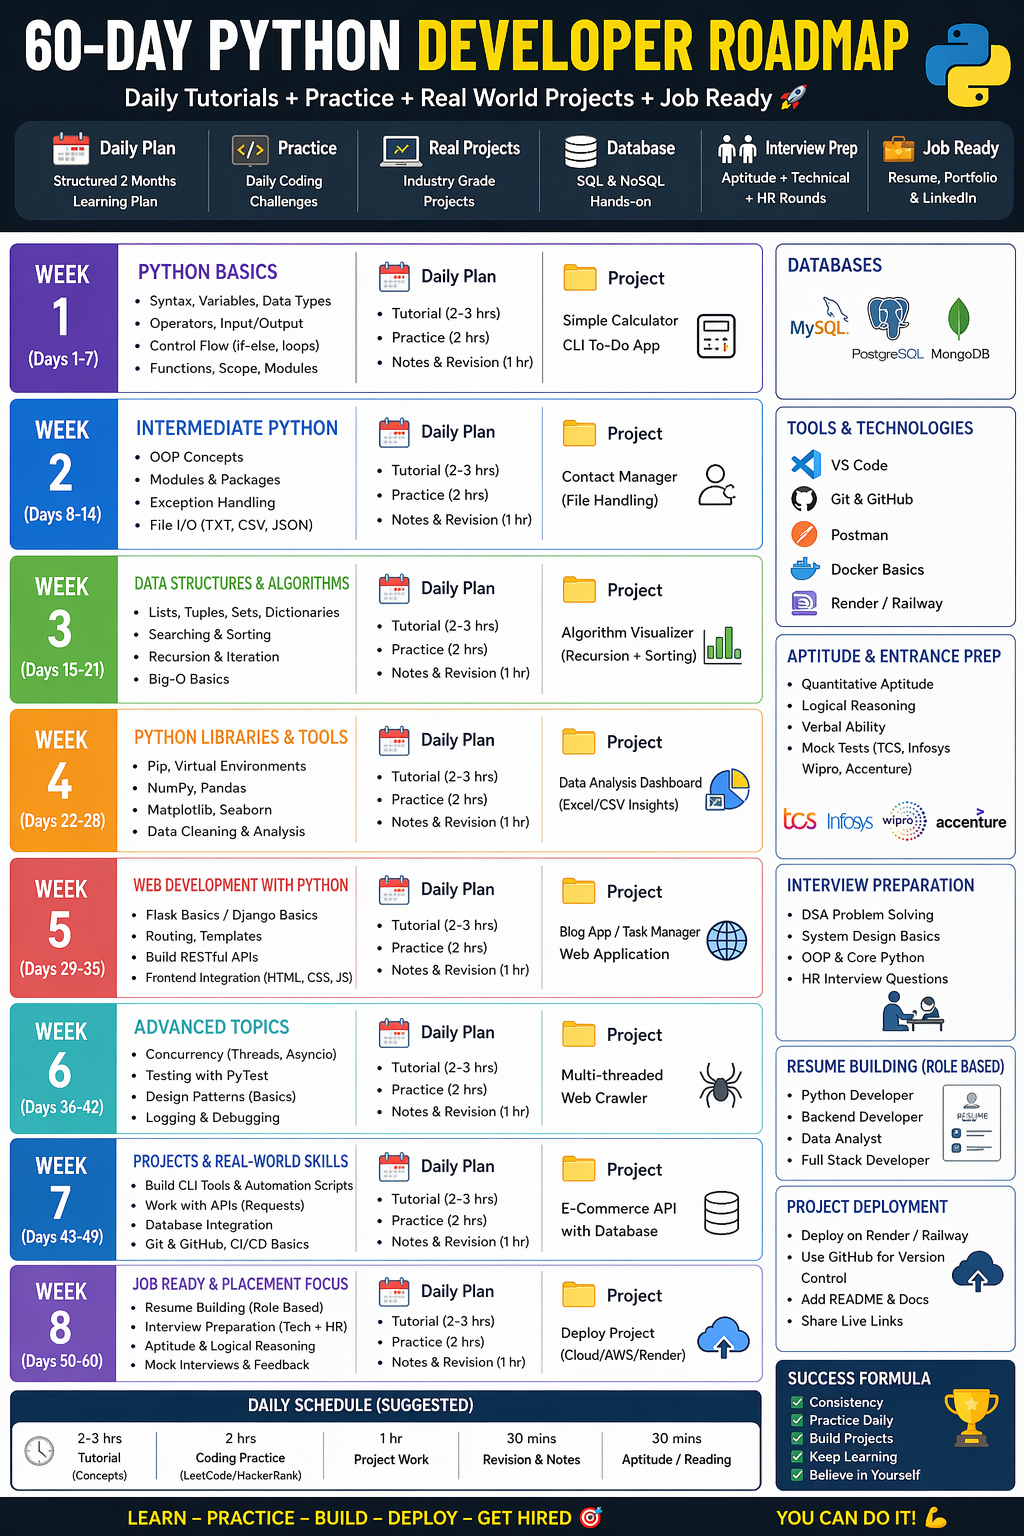 60-DAY PYTHON DEVELOPER ROADMAP
Daily Tutorials + Practice + Real World Projects + Job Ready 🚀
Daily Plan
Structured 2 Months
Learning Plan
</>
Practice
Daily Coding
Challenges
Real Projects
Industry Grade
Projects
Database
SQL & NoSQL
Hands-on
Interview Prep
Aptitude + Technical
+ HR Rounds
Job Ready
Resume, Portfolio
& LinkedIn
WEEK
1
(Days 1-7)
PYTHON BASICS
• Syntax, Variables, Data Types
• Operators, Input/Output
• Control Flow (if-else, loops)
• Functions, Scope, Modules
Daily Plan
• Tutorial (2-3 hrs)
• Practice (2 hrs)
• Notes & Revision (1 hr)
Project
Simple Calculator
CLI To-Do App
WEEK
2
(Days 8-14)
INTERMEDIATE PYTHON
• OOP Concepts
• Modules & Packages
• Exception Handling
• File I/O (TXT, CSV, JSON)
Daily Plan
• Tutorial (2-3 hrs)
• Practice (2 hrs)
• Notes & Revision (1 hr)
Project
Contact Manager
(File Handling)
WEEK
3
(Days 15-21)
DATA STRUCTURES & ALGORITHMS
• Lists, Tuples, Sets, Dictionaries
• Searching & Sorting
• Recursion & Iteration
• Big-O Basics
Daily Plan
• Tutorial (2-3 hrs)
• Practice (2 hrs)
• Notes & Revision (1 hr)
Project
Algorithm Visualizer
(Recursion + Sorting)
WEEK
4
(Days 22-28)
PYTHON LIBRARIES & TOOLS
• Pip, Virtual Environments
• NumPy, Pandas
• Matplotlib, Seaborn
• Data Cleaning & Analysis
Daily Plan
• Tutorial (2-3 hrs)
• Practice (2 hrs)
• Notes & Revision (1 hr)
Project
Data Analysis Dashboard
(Excel/CSV Insights)
WEEK
5
(Days 29-35)
WEB DEVELOPMENT WITH PYTHON
• Flask Basics / Django Basics
• Routing, Templates
• Build RESTful APIs
• Frontend Integration (HTML, CSS, JS)
Daily Plan
• Tutorial (2-3 hrs)
• Practice (2 hrs)
• Notes & Revision (1 hr)
Project
Blog App / Task Manager
Web Application
WEEK
6
(Days 36-42)
ADVANCED TOPICS
• Concurrency (Threads, Asyncio)
• Testing with PyTest
• Design Patterns (Basics)
• Logging & Debugging
Daily Plan
• Tutorial (2-3 hrs)
• Practice (2 hrs)
• Notes & Revision (1 hr)
Project
Multi-threaded
Web Crawler
WEEK
7
(Days 43-49)
PROJECTS & REAL-WORLD SKILLS
• Build CLI Tools & Automation Scripts
• Work with APIs (Requests)
• Database Integration
• Git & GitHub, CI/CD Basics
Daily Plan
• Tutorial (2-3 hrs)
• Practice (2 hrs)
• Notes & Revision (1 hr)
Project
E-Commerce API
with Database
WEEK
8
(Days 50-60)
JOB READY & PLACEMENT FOCUS
• Resume Building (Role Based)
• Interview Preparation (Tech + HR)
• Aptitude & Logical Reasoning
• Mock Interviews & Feedback
Daily Plan
• Tutorial (2-3 hrs)
• Practice (2 hrs)
• Notes & Revision (1 hr)
Project
Deploy Project
(Cloud/AWS/Render)
DAILY SCHEDULE (SUGGESTED)
2-3 hrs
Tutorial
(Concepts)
2 hrs
Coding Practice
(LeetCode/HackerRank)
1 hr
Project Work
30 mins
Revision & Notes
30 mins
Aptitude / Reading
DATABASES
MySQL.
PostgreSQL
MongoDB
TOOLS & TECHNOLOGIES
VS Code
Git & GitHub
Postman
Docker Basics
Render / Railway
APTITUDE & ENTRANCE PREP
• Quantitative Aptitude
• Logical Reasoning
• Verbal Ability
• Mock Tests (TCS, Infosys
Wipro, Accenture)
tcs
Infosys
wipro
accenture
INTERVIEW PREPARATION
• DSA Problem Solving
• System Design Basics
• OOP & Core Python
• HR Interview Questions
RESUME BUILDING (ROLE BASED)
• Python Developer
• Backend Developer
• Data Analyst
• Full Stack Developer
RESUME
PROJECT DEPLOYMENT
• Deploy on Render / Railway
• Use GitHub for Version
Control
• Add README & Docs
• Share Live Links
SUCCESS FORMULA
✅ Consistency
✅ Practice Daily
✅ Build Projects
✅ Keep Learning
✅ Believe in Yourself
LEARN – PRACTICE – BUILD – DEPLOY – GET HIRED 🎯
YOU CAN DO IT! 💪